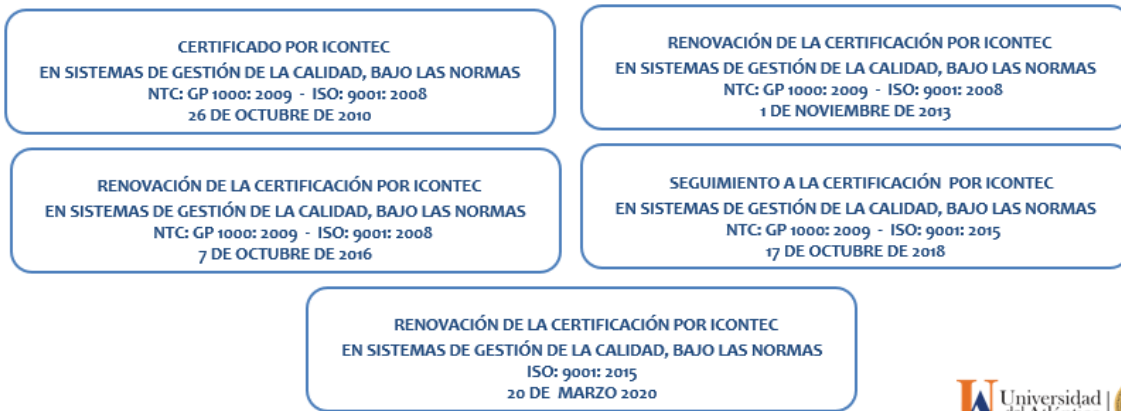 CERTIFICADO POR ICONTEC
EN SISTEMAS DE GESTIÓN DE LA CALIDAD, BAJO LAS NORMAS
NTC: GP 1000: 2009 - ISO: 9001: 2008
26 DE OCTUBRE DE 2010
RENOVACIÓN DE LA CERTIFICACIÓN POR ICONTEC
EN SISTEMAS DE GESTIÓN DE LA CALIDAD, BAJO LAS NORMAS
NTC: GP 1000: 2009 - ISO: 9001: 2008
1 DE NOVIEMBRE DE 2013
RENOVACIÓN DE LA CERTIFICACIÓN POR ICONTEC
EN SISTEMAS DE GESTIÓN DE LA CALIDAD, BAJO LAS NORMAS
NTC: GP 1000: 2009 - ISO: 9001: 2008
7 DE OCTUBRE DE 2016
SEGUIMIENTO A LA CERTIFICACIÓN POR ICONTEC
EN SISTEMAS DE GESTIÓN DE LA CALIDAD, BAJO LAS NORMAS
NTC: GP 1000: 2009 - ISO: 9001: 2015
17 DE OCTUBRE DE 2018
RENOVACIÓN DE LA CERTIFICACIÓN POR ICONTEC
EN SISTEMAS DE GESTIÓN DE LA CALIDAD, BAJO LAS NORMAS
ISO: 9001: 2015
20 DE MARZO 2020
Universidad